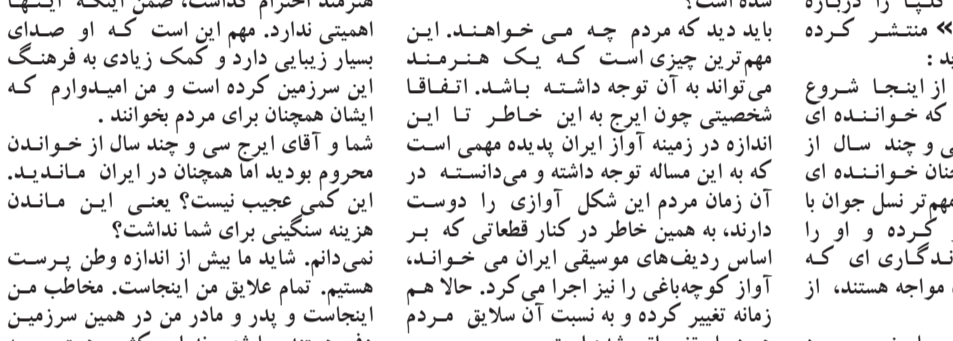 کلپا را درباره
» منتشر کرده
ید :
از اینجا شروع
که خواننده ای
ی و چند سال از
چنان خواننده ای
مهم تر نسل جوان با
کرده و او را
ندگاری ای که
مواجه هستند، از
شده است؟
باید دید که مردم چه می خواهند. این
مهم ترین چیزی است که یک هنرمند
می تواند به آن توجه داشته باشد. اتفاقا
شخصیتی چون ایرج به این خاطر تا این
اندازه در زمینه آواز ایران پدیده مهمی است
که به این مساله توجه داشته و می‌دانسته در
آن زمان مردم این شکل آوازی را دوست
دارند، به همین خاطر در کنار قطعاتی که بر
اساس ردیف‌های موسیقی ایران می خواند،
آواز کوچه‌باغی را نیز اجرا می‌کرد. حالا هم
زمانه تغییر کرده و به نسبت آن سلایق مردم
هنرمند احترام گذاشت، ضمن اینکه اینها
اهمیتی ندارد. مهم این است که او صدای
بسیار زیبایی دارد و کمک زیادی به فرهنگ
این سرزمین کرده است و من امیدوارم که
ایشان همچنان برای مردم بخوانند .
شما و آقای ایرج سی و چند سال از خواندن
محروم بودید اما همچنان در ایران ماندید.
این کمی عجیب نیست؟ یعنی این ماندن
هزینه سنگینی برای شما نداشت؟
نمی‌دانم. شاید ما بیش از اندازه وطن پرست
هستیم. تمام علایق من اینجاست. مخاطب من
اینجاست و پدر و مادر من در همین سرزمین